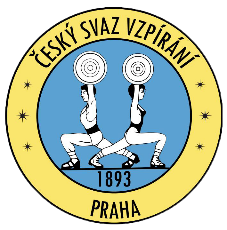 ČESKÝ SVAZ VZPÍRÁNÍ
1893
PRAHA